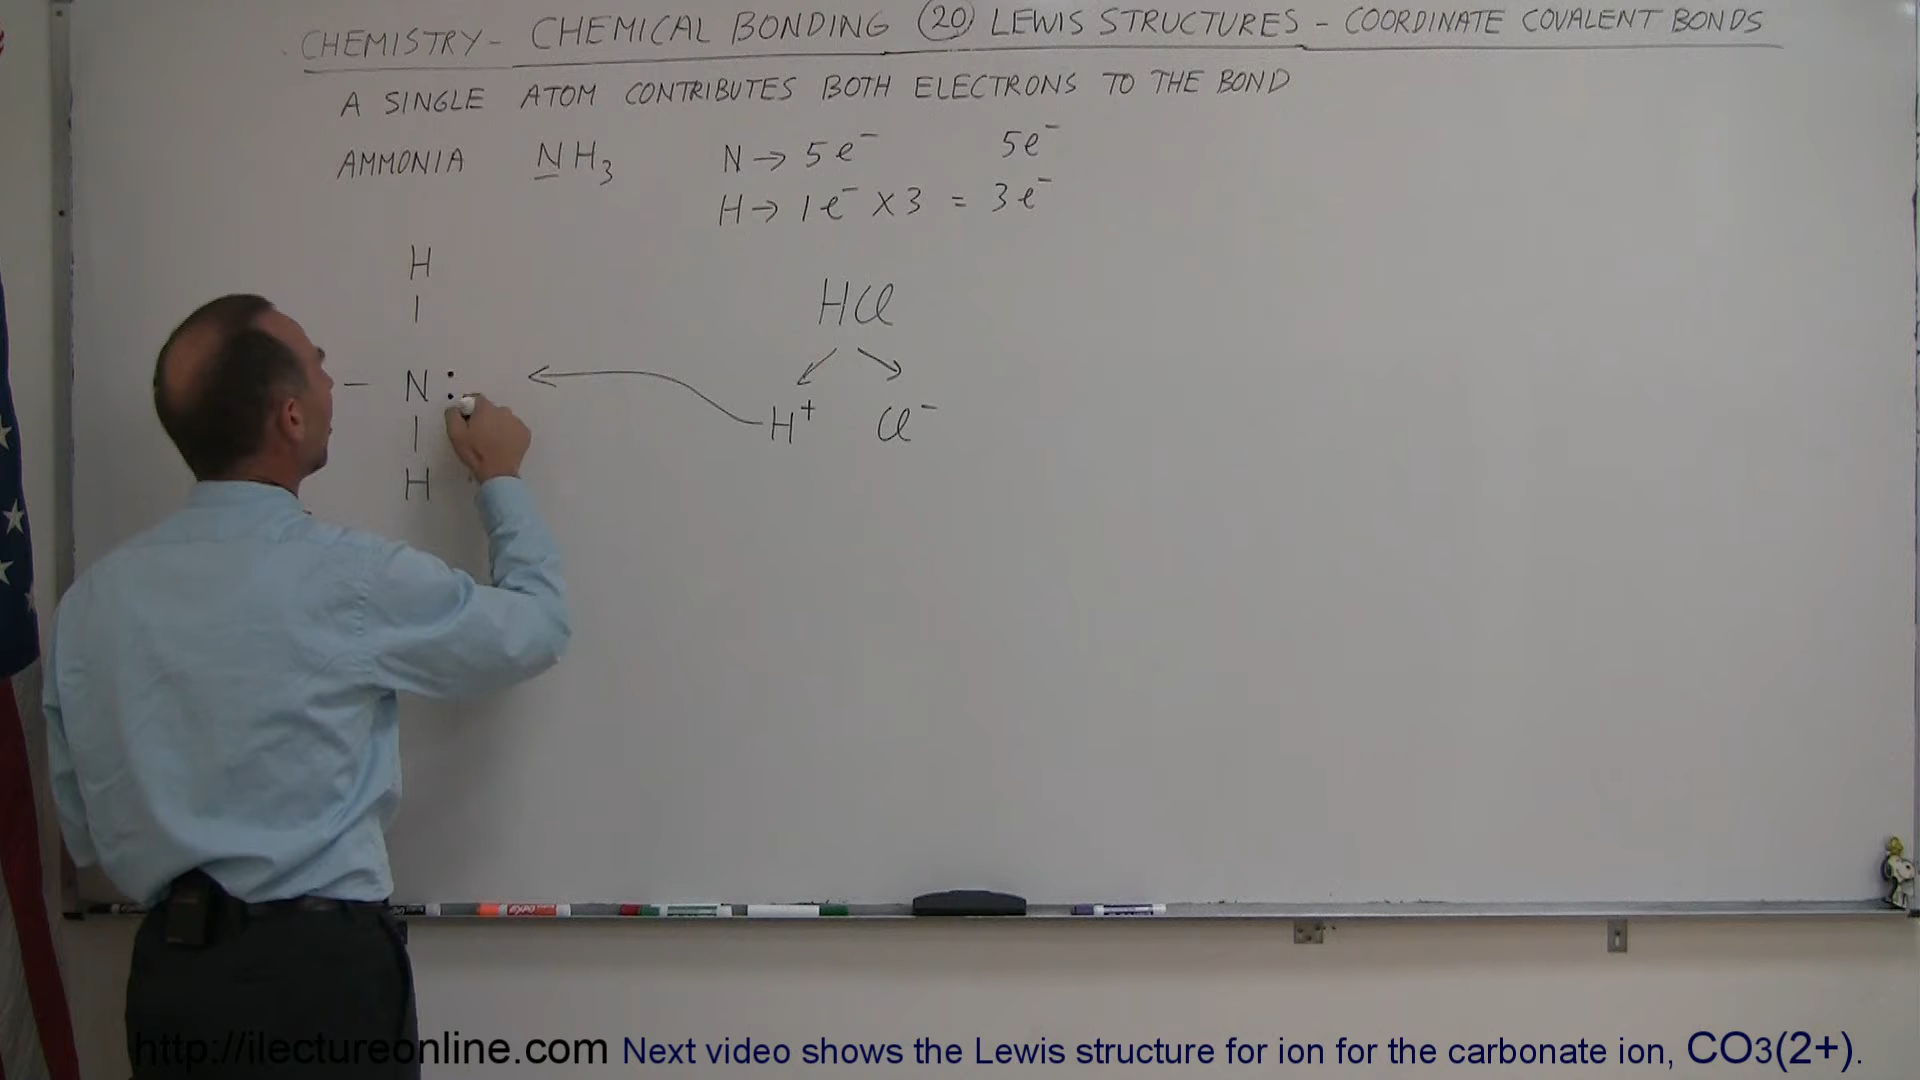 CHEMISTRY - CHEMICAL BONDING (20) LEWIS STRUCTURES - COORDINATE COVALENT BONDS
A SINGLE ATOM CONTRIBUTES BOTH ELECTRONS TO THE BOND
AMMONIA NH₃ N → 5e⁻ 5e⁻
H → 1e⁻ X 3 = 3e⁻
H
HCl
– N :
H⁺ Cl⁻
H
http://ilectureonline.com Next video shows the Lewis structure for ion for the carbonate ion, CO3(2+).